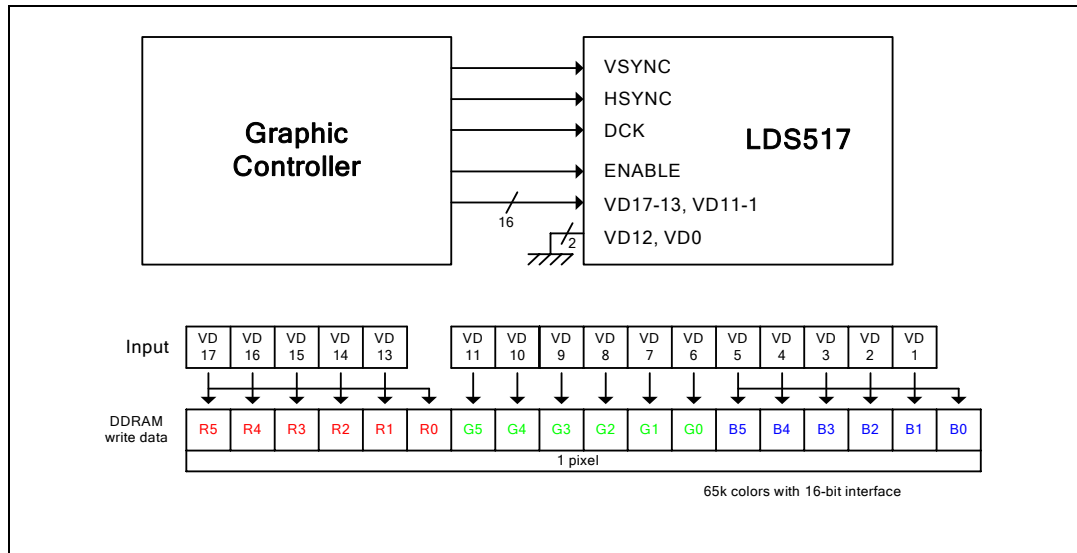 Graphic
Controller
VSYNC
HSYNC
DCK
ENABLE
VD17-13, VD11-1
VD12, VD0
LDS517
16
2
Input
VD 17 VD 16 VD 15 VD 14 VD 13 VD 11 VD 10 VD 9 VD 8 VD 7 VD 6 VD 5 VD 4 VD 3 VD 2 VD 1
DDRAM
write data
R5 R4 R3 R2 R1 R0 G5 G4 G3 G2 G1 G0 B5 B4 B3 B2 B1 B0
1 pixel
65k colors with 16-bit interface